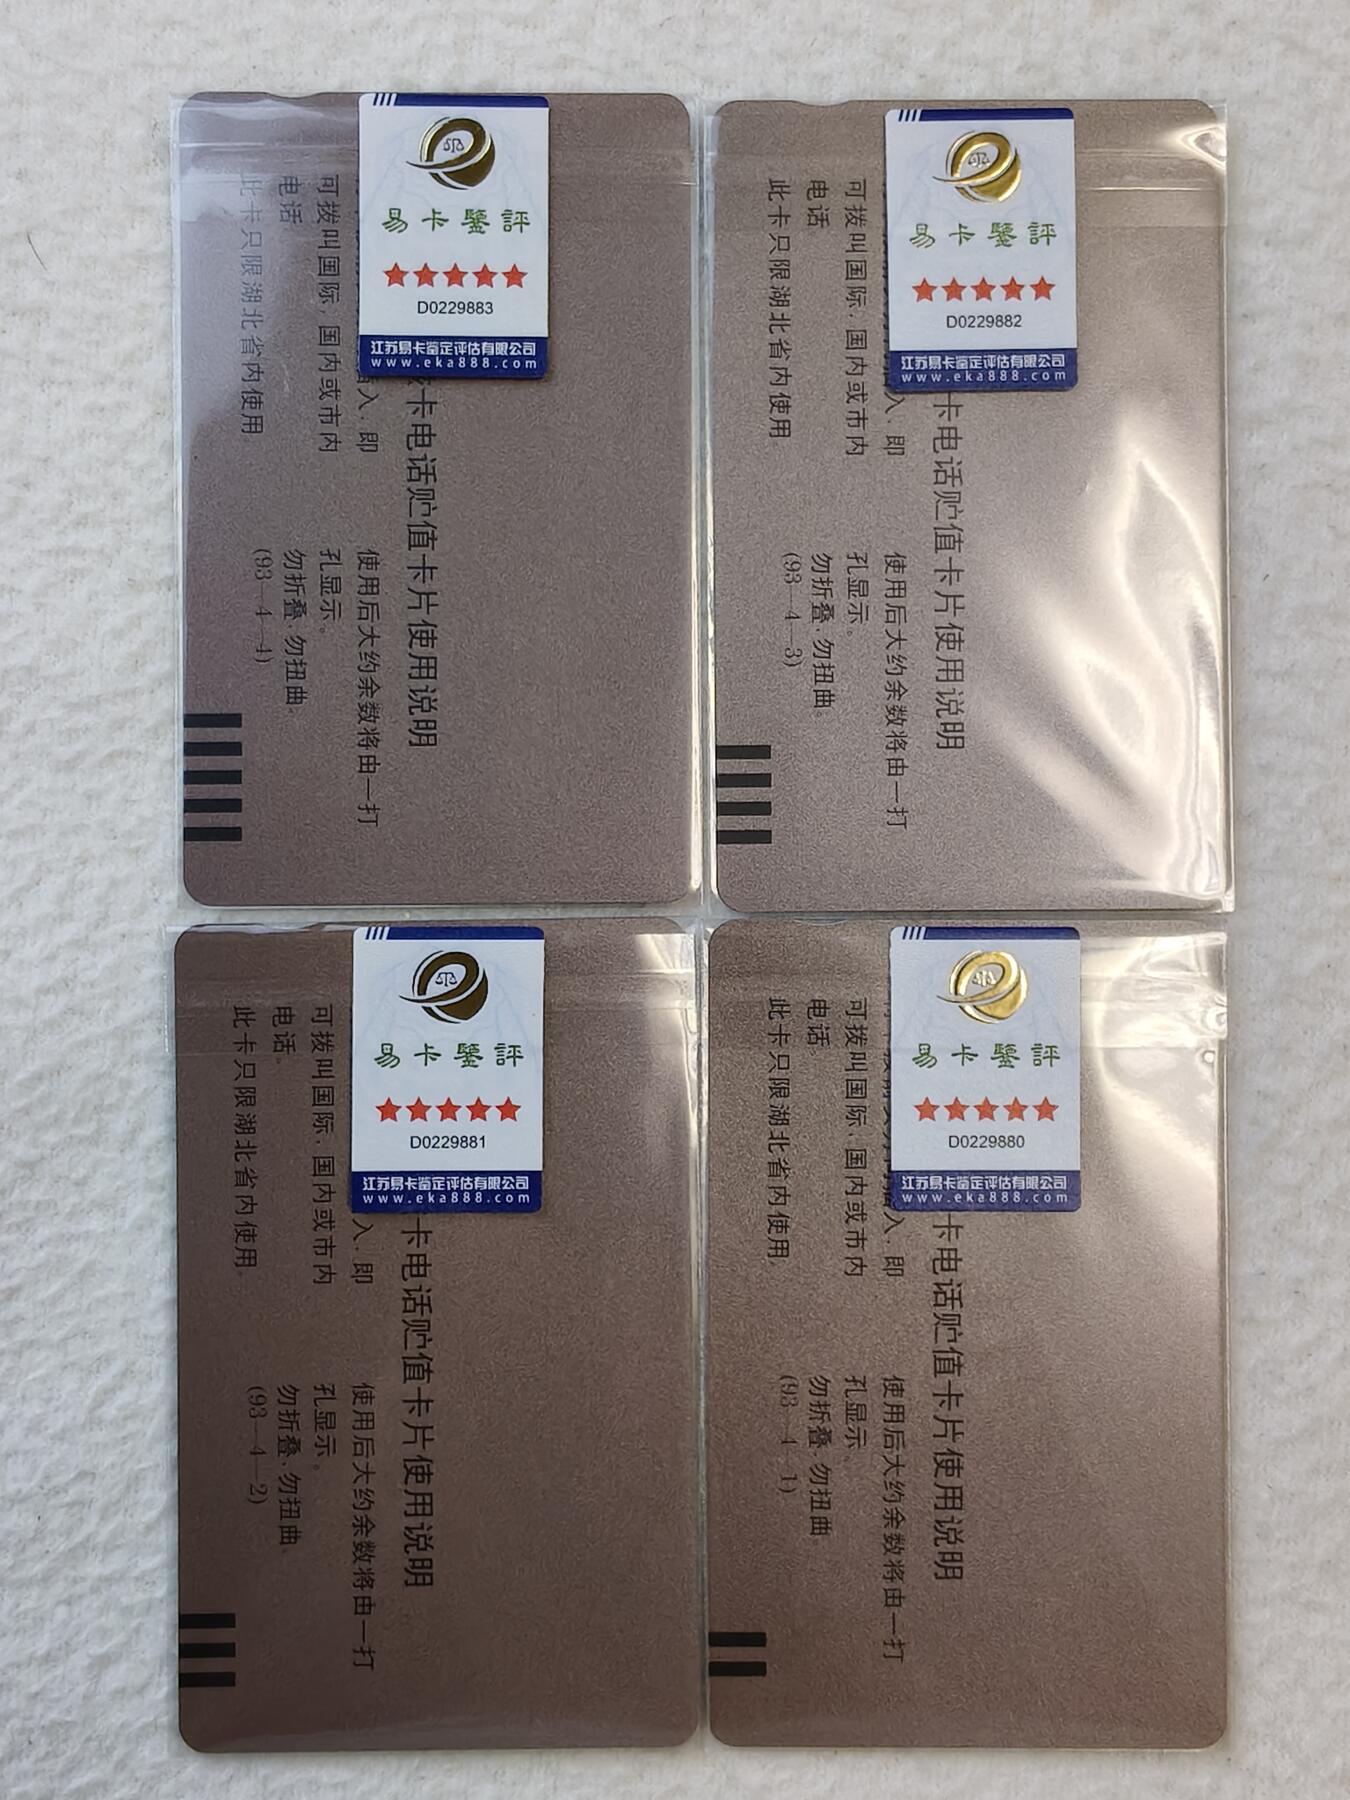 易卡鑒評
D0229883
江苏易卡鉴定评估有限公司
www.eka888.com
卡电话贮值卡片使用说明
入,即
可拨叫国际,国内或市内
电话
此卡只限湖北省内使用
使用后大约余数将由一打
孔显示。
勿折叠,勿扭曲。
(93—4—4)
易卡鑒評
D0229882
江苏易卡鉴定评估有限公司
www.eka888.com
卡电话贮值卡片使用说明
入,即
可拨叫国际,国内或市内
电话
此卡只限湖北省内使用
使用后大约余数将由一打
孔显示。
勿折叠,勿扭曲。
(93—4—3)
易卡鑒評
D0229881
江苏易卡鉴定评估有限公司
www.eka888.com
卡电话贮值卡片使用说明
入,即
可拨叫国际,国内或市内
电话。
此卡只限湖北省内使用。
使用后大约余数将由一打
孔显示。
勿折叠,勿扭曲。
(93—4—2)
易卡鑒評
D0229880
江苏易卡鉴定评估有限公司
www.eka888.com
卡电话贮值卡片使用说明
入,即
可拨叫国际,国内或市内
电话。
此卡只限湖北省内使用。
使用后大约余数将由一打
孔显示。
勿折叠,勿扭曲。
(93—4—1)